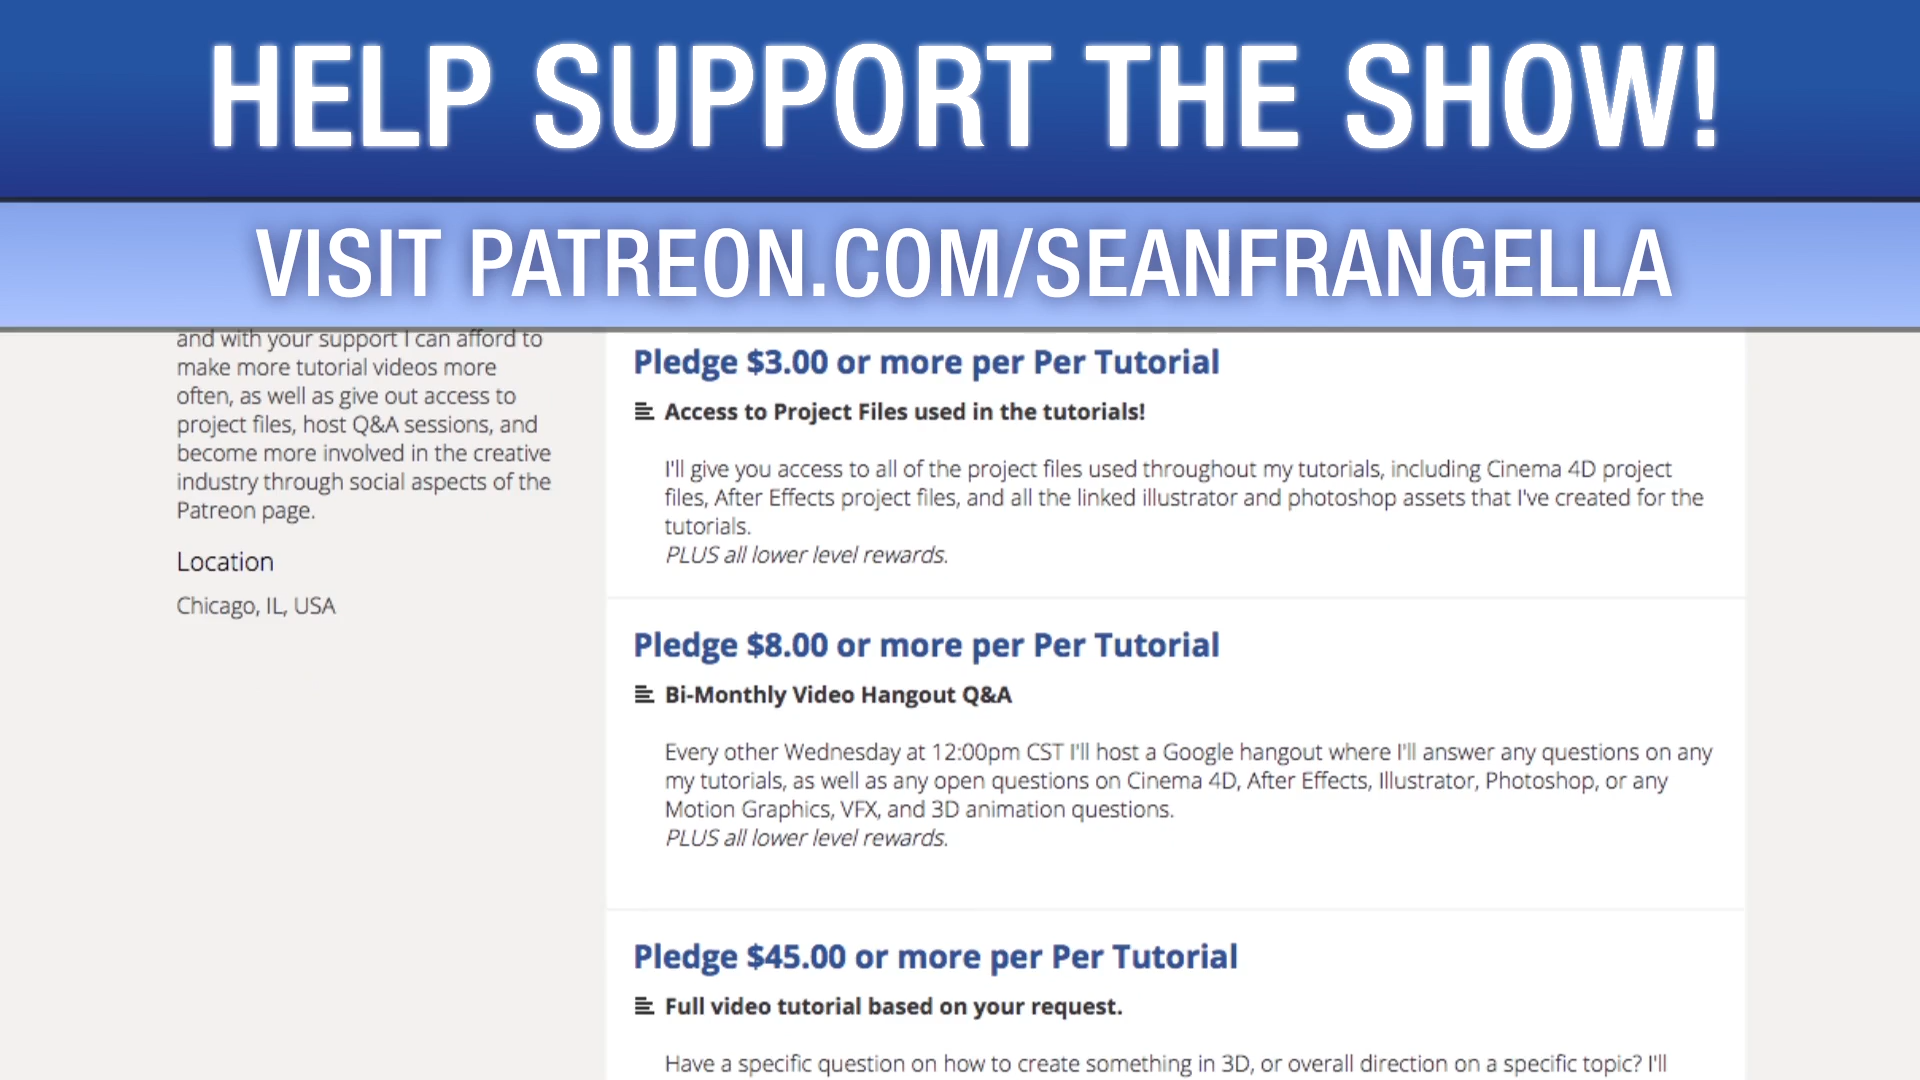 HELP SUPPORT THE SHOW!
VISIT PATREON.COM/SEANFRANGELLA
and with your support I can afford to
make more tutorial videos more
often, as well as give out access to
project files, host Q&A sessions, and
become more involved in the creative
industry through social aspects of the
Patreon page.
Location
Chicago, IL, USA
Pledge $3.00 or more per Per Tutorial
Access to Project Files used in the tutorials!
I'll give you access to all of the project files used throughout my tutorials, including Cinema 4D project
files, After Effects project files, and all the linked illustrator and photoshop assets that I've created for the
tutorials.
PLUS all lower level rewards.
Pledge $8.00 or more per Per Tutorial
Bi-Monthly Video Hangout Q&A
Every other Wednesday at 12:00pm CST I'll host a Google hangout where I'll answer any questions on any
my tutorials, as well as any open questions on Cinema 4D, After Effects, Illustrator, Photoshop, or any
Motion Graphics, VFX, and 3D animation questions.
PLUS all lower level rewards.
Pledge $45.00 or more per Per Tutorial
Full video tutorial based on your request.
Have a specific question on how to create something in 3D, or overall direction on a specific topic? I'll